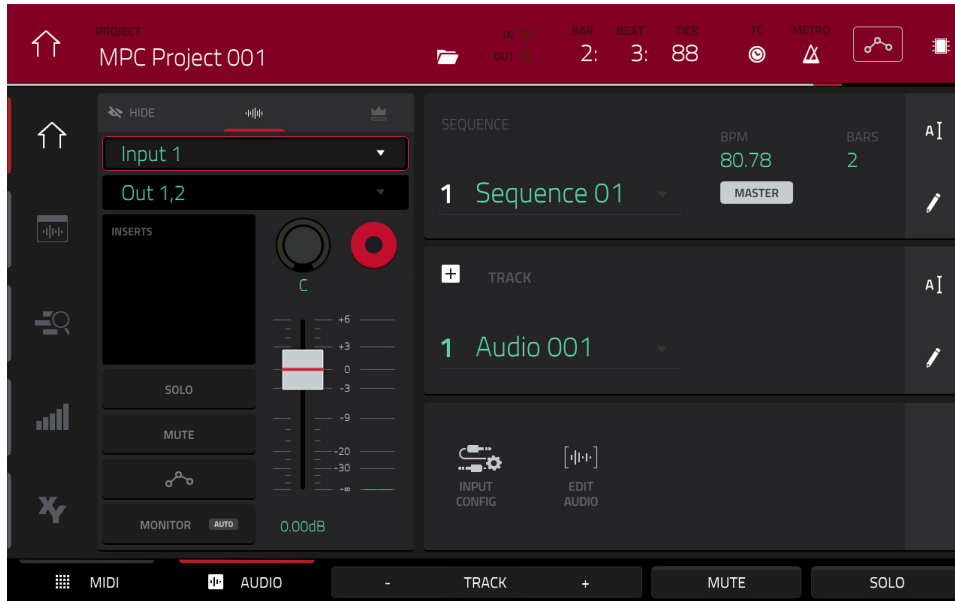 PROJECT
MPC Project 001
IN
OUT
BAR BEAT TICK
2: 3: 88
TC METRO
HIDE
Input 1
Out 1,2
INSERTS
C
+6
+3
0
-3
-9
-20
-30
-∞
SOLO
MUTE
MONITOR AUTO
0.00dB
SEQUENCE
1 Sequence 01
BPM
80.78
MASTER
BARS
2
TRACK
1 Audio 001
INPUT
CONFIG
EDIT
AUDIO
A
A
XY
MIDI AUDIO - TRACK + MUTE SOLO